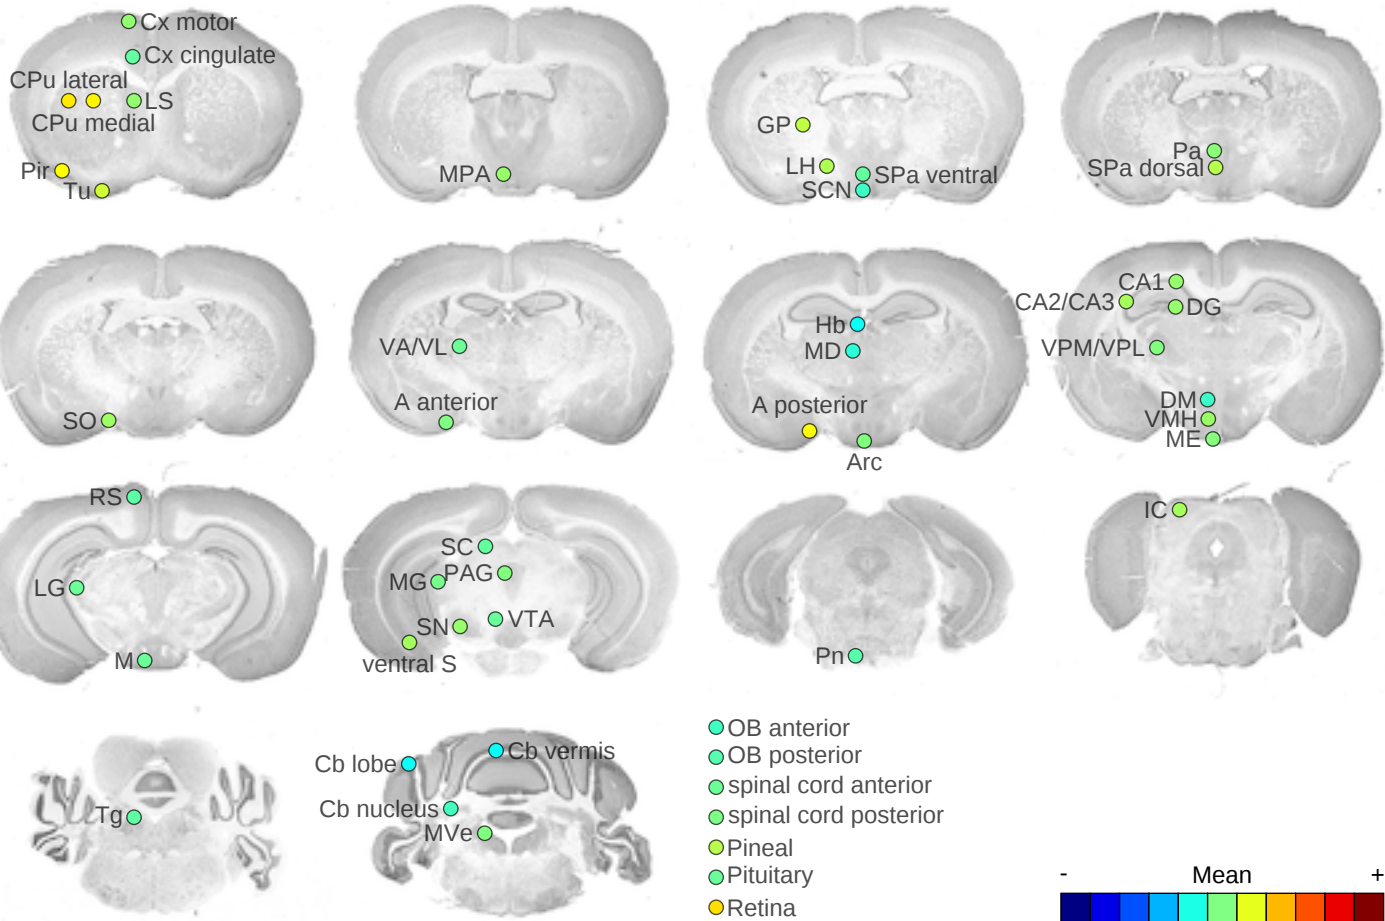 Cx motor
Cx cingulate
CPu lateral
LS
CPu medial
Pir
Tu
MPA
GP
LH
SPa ventral
SCN
Pa
SPa dorsal
SO
VA/VL
A anterior
Hb
MD
A posterior
Arc
CA1
CA2/CA3
DG
VPM/VPL
DM
VMH
ME
RS
LG
M
SC
MG
PAG
SN
VTA
ventral S
Pn
IC
Tg
Cb lobe
Cb vermis
Cb nucleus
MVe
OB anterior
OB posterior
spinal cord anterior
spinal cord posterior
Pineal
Pituitary
Retina
- Mean +